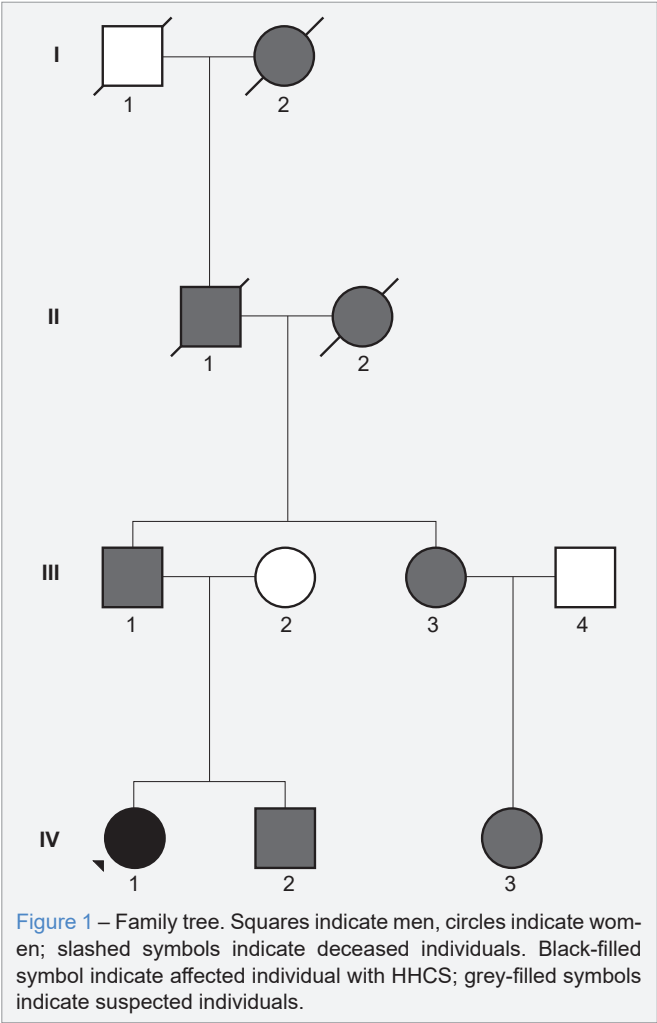 I
1 2
II
1 2
III
1 2 3 4
IV
1 2 3
Figure 1 – Family tree. Squares indicate men, circles indicate wom-
en; slashed symbols indicate deceased individuals. Black-filled
symbol indicate affected individual with HHCS; grey-filled symbols
indicate suspected individuals.